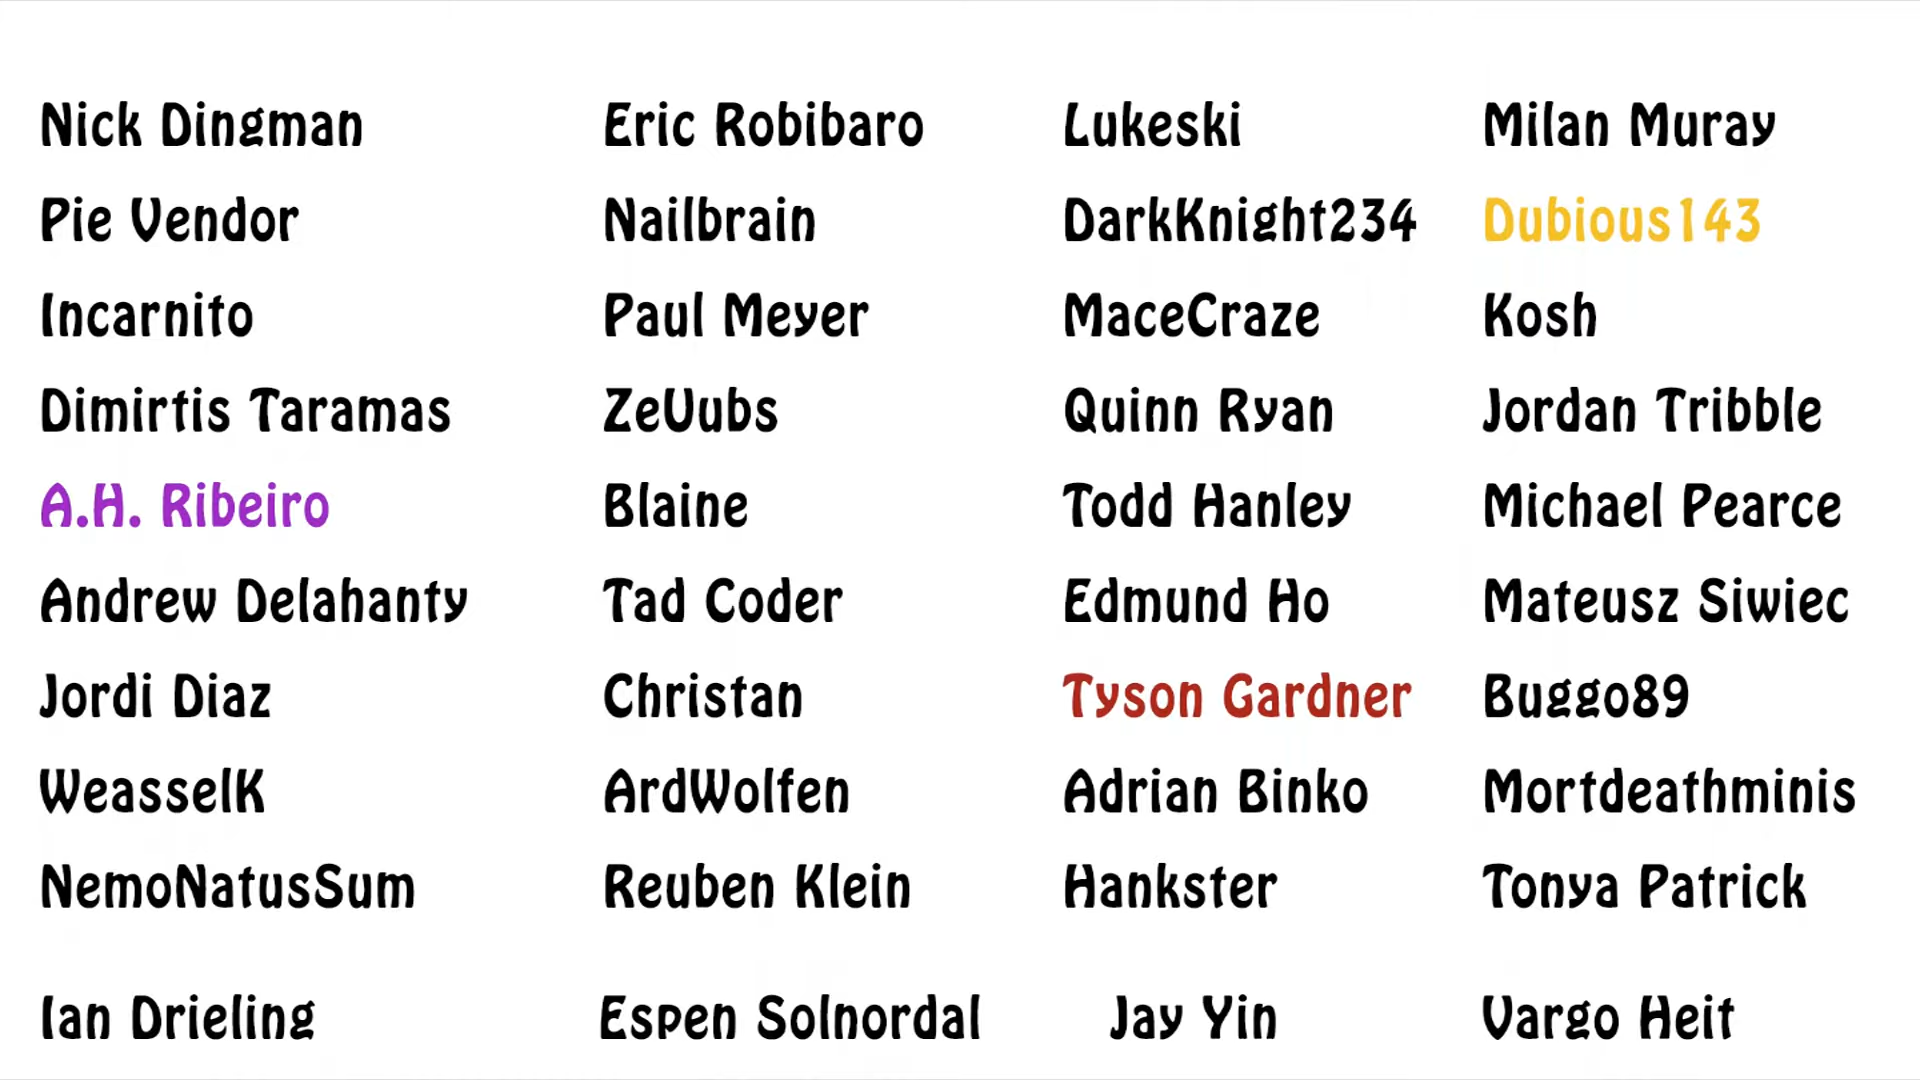 Nick Dingman Eric Robibaro Lukeski Milan Muray
Pie Vendor Nailbrain DarkKnight234 Dubious143
Incarnito Paul Meyer MaceCraze Kosh
Dimirtis Taramas ZeUubs Quinn Ryan Jordan Tribble
A.H. Ribeiro Blaine Todd Hanley Michael Pearce
Andrew Delahanty Tad Coder Edmund Ho Mateusz Siwiec
Jordi Diaz Christan Tyson Gardner Buggo89
WeasselK ArdWolfen Adrian Binko Mortdeathminis
NemoNatusSum Reuben Klein Hankster Tonya Patrick
Ian Drieling Espen Solnordal Jay Yin Vargo Heit